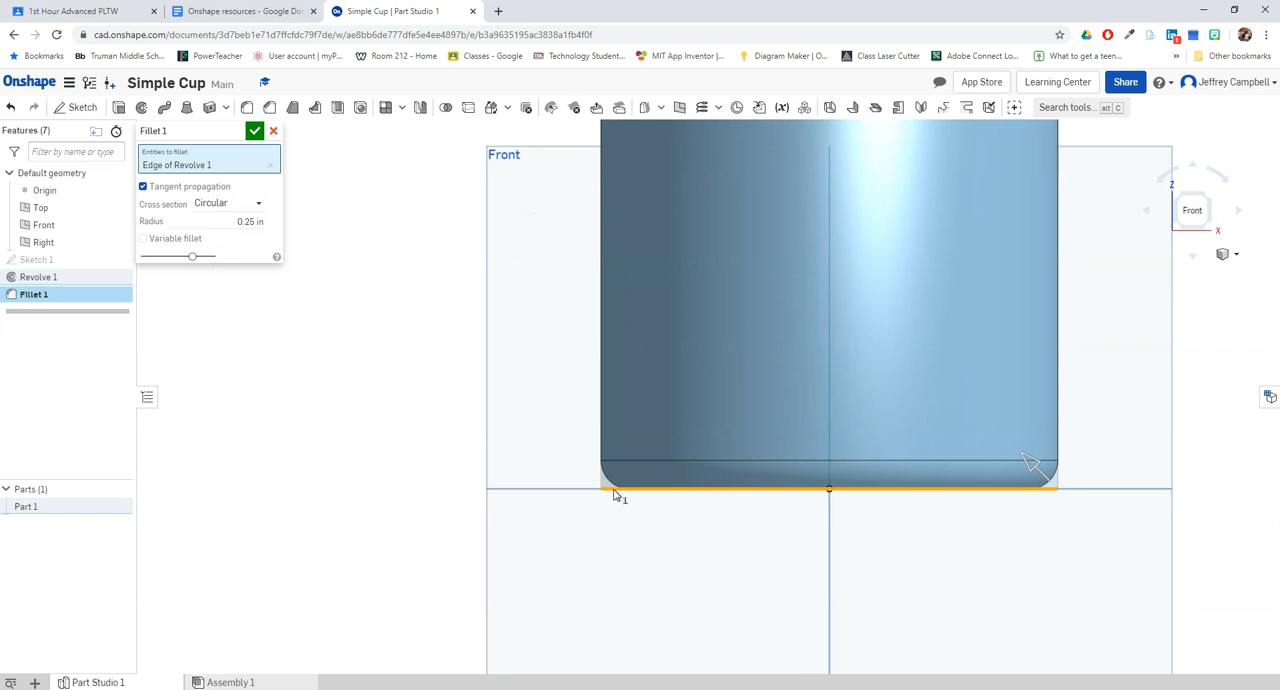 1st Hour Advanced PLTW
Onshape resources - Google Doc
Simple Cup | Part Studio 1
cad.onshape.com/documents/3d7beb1e71d7ffcfdc79f7de/w/ae8bb6de777dfe5e4ee4897b/e/b3a9635195ac3838a1fb4f0f
Bookmarks
Bb Truman Middle Sch...
PowerTeacher
User account | myP...
Room 212 - Home
Classes - Google
Technology Student...
MIT App Inventor |...
Diagram Maker | O...
Class Laser Cutter
Adobe Connect Lo...
What to get a teen...
Other bookmarks
Onshape
Simple Cup Main
App Store
Learning Center
Share
Jeffrey Campbell
Sketch
Search tools... alt C
Features (7)
Filter by name or type
Default geometry
Origin
Top
Front
Right
Sketch 1
Revolve 1
Fillet 1
Parts (1)
Part 1
Fillet 1
Entities to fillet
Edge of Revolve 1
Tangent propagation
Cross section Circular
Radius 0.25 in
Variable fillet
Front
Z
Front
X
1
Part Studio 1
Assembly 1